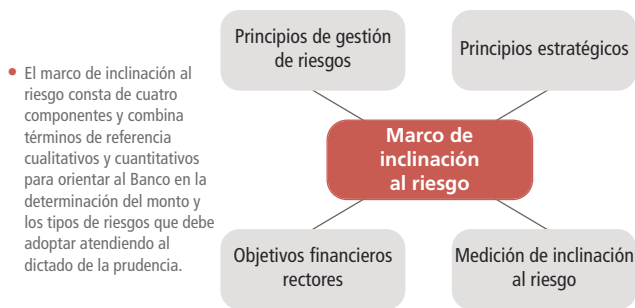 • El marco de inclinación al
riesgo consta de cuatro
componentes y combina
términos de referencia
cualitativos y cuantitativos
para orientar al Banco en la
determinación del monto y
los tipos de riesgos que debe
adoptar atendiendo al
dictado de la prudencia.
Principios de gestión
de riesgos
Principios estratégicos
Marco de
inclinación
al riesgo
Objetivos financieros
rectores
Medición de inclinación
al riesgo